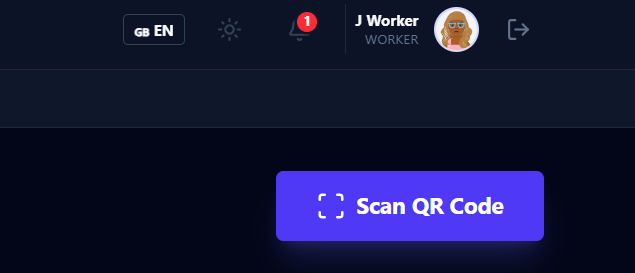 GB EN
1
J Worker
WORKER
Scan QR Code